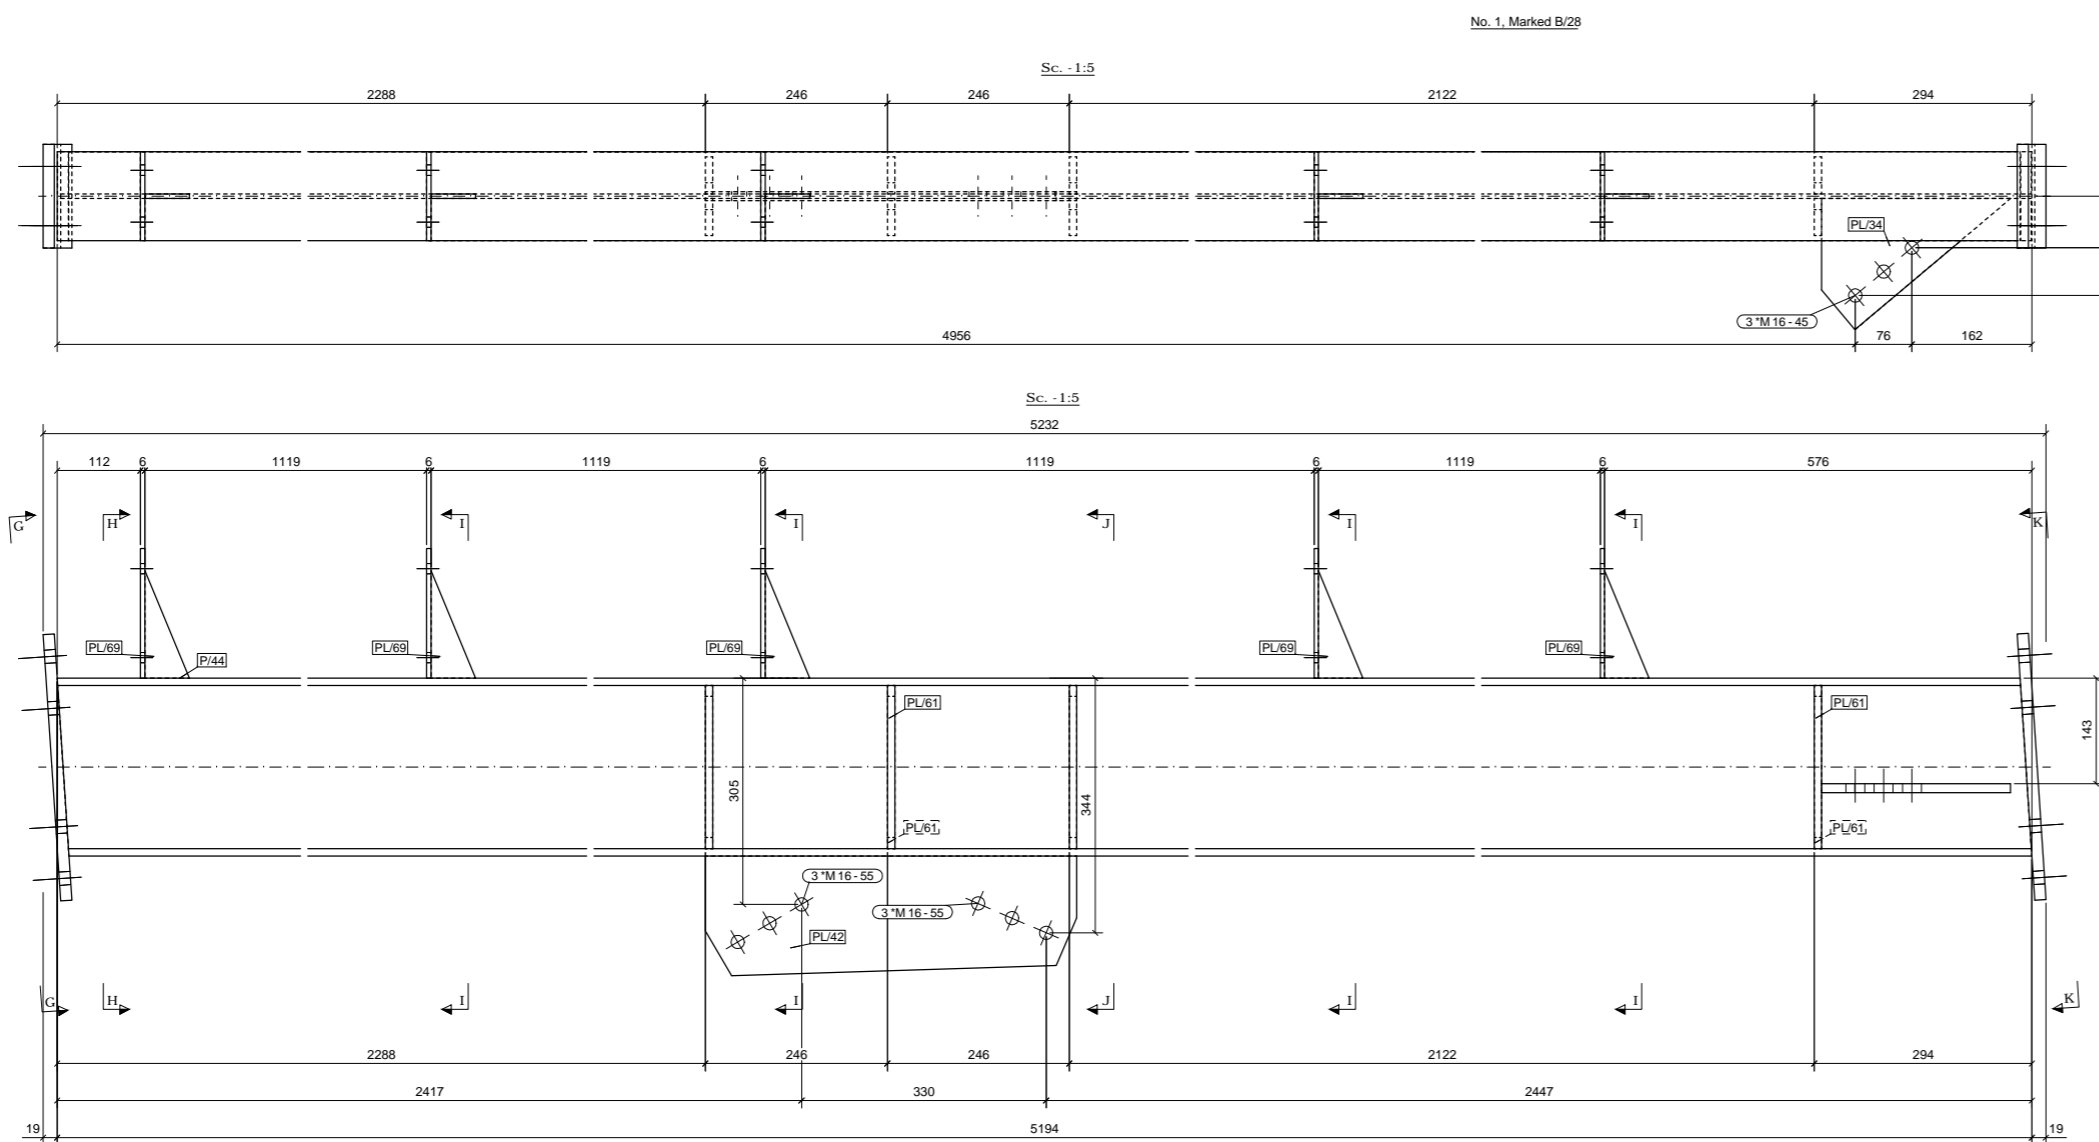 No. 1, Marked B/28
Sc. -1:5
2288 246 246 2122 294
PL/34
3 *M 16 - 45
4956 76 162
Sc. -1:5
5232
112 6 1119 6 1119 6 1119 6 1119 6 576
G H I I J I I K
PL/69 P/44 PL/69 PL/69 PL/69 PL/69
PL/61 PL/61
143
305
344
PL/61 PL/61
3 *M 16 - 55
3 *M 16 - 55
PL/42
G H I I J I I K
2288 246 246 2122 294
2417 330 2447
19 5194 19